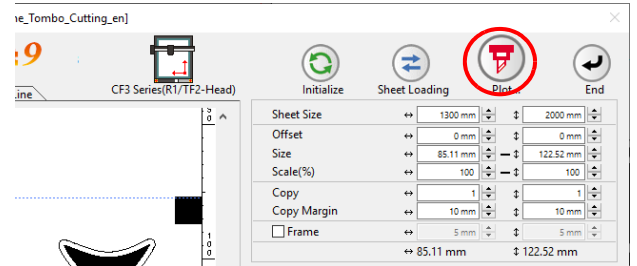 ne_Tombo_Cutting_en]
9
Line
CF3 Series(R1/TF2-Head)
Initialize
Sheet Loading
Plot...
End
Sheet Size ↔ 1300 mm ↕ 2000 mm
Offset ↔ 0 mm ↕ 0 mm
Size ↔ 85.11 mm ↕ 122.52 mm
Scale(%) ↔ 100 ↕ 100
Copy ↔ 1 ↕ 1
Copy Margin ↔ 10 mm ↕ 10 mm
Frame ↔ 5 mm ↕ 5 mm
↔ 85.11 mm ↕ 122.52 mm